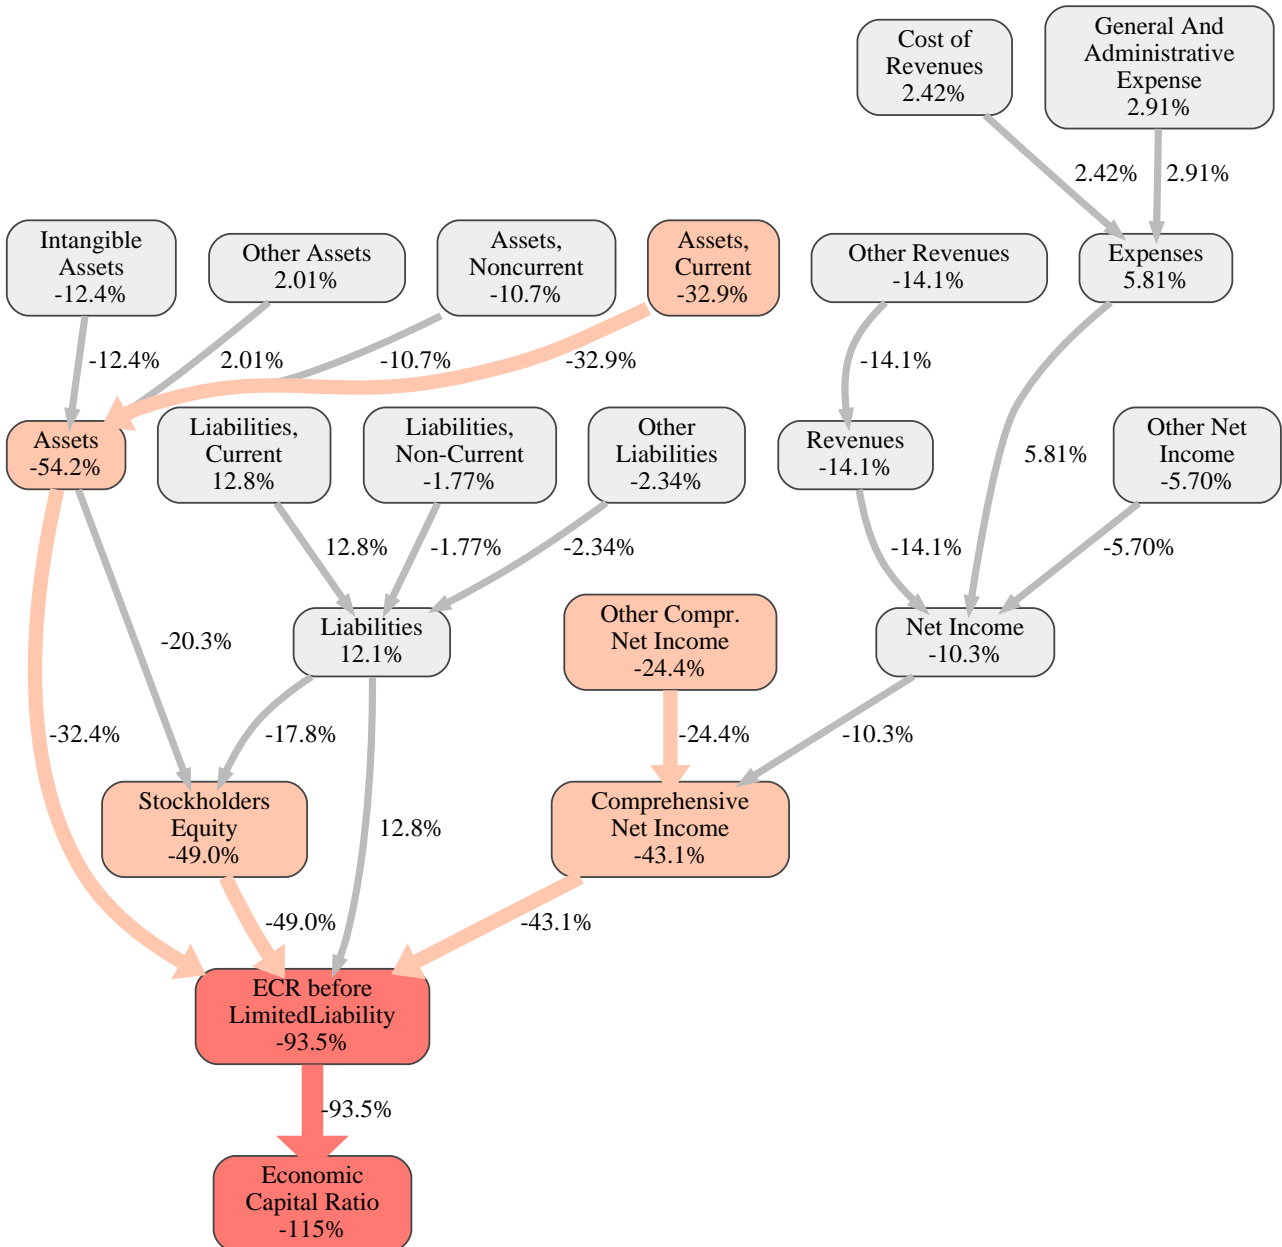 Cost of
Revenues
2.42%
General And
Administrative
Expense
2.91%
2.42%
2.91%
Intangible
Assets
-12.4%
Other Assets
2.01%
Assets,
Noncurrent
-10.7%
Assets,
Current
-32.9%
Other Revenues
-14.1%
Expenses
5.81%
-12.4%
2.01%
-10.7%
-32.9%
-14.1%
Assets
-54.2%
Liabilities,
Current
12.8%
Liabilities,
Non-Current
-1.77%
Other
Liabilities
-2.34%
Revenues
-14.1%
5.81%
Other Net
Income
-5.70%
12.8%
-1.77%
-2.34%
-14.1%
-5.70%
-20.3%
Liabilities
12.1%
Other Compr.
Net Income
-24.4%
Net Income
-10.3%
-32.4%
-17.8%
-24.4%
-10.3%
Stockholders
Equity
-49.0%
12.8%
Comprehensive
Net Income
-43.1%
-49.0%
-43.1%
ECR before
LimitedLiability
-93.5%
-93.5%
Economic
Capital Ratio
-115%